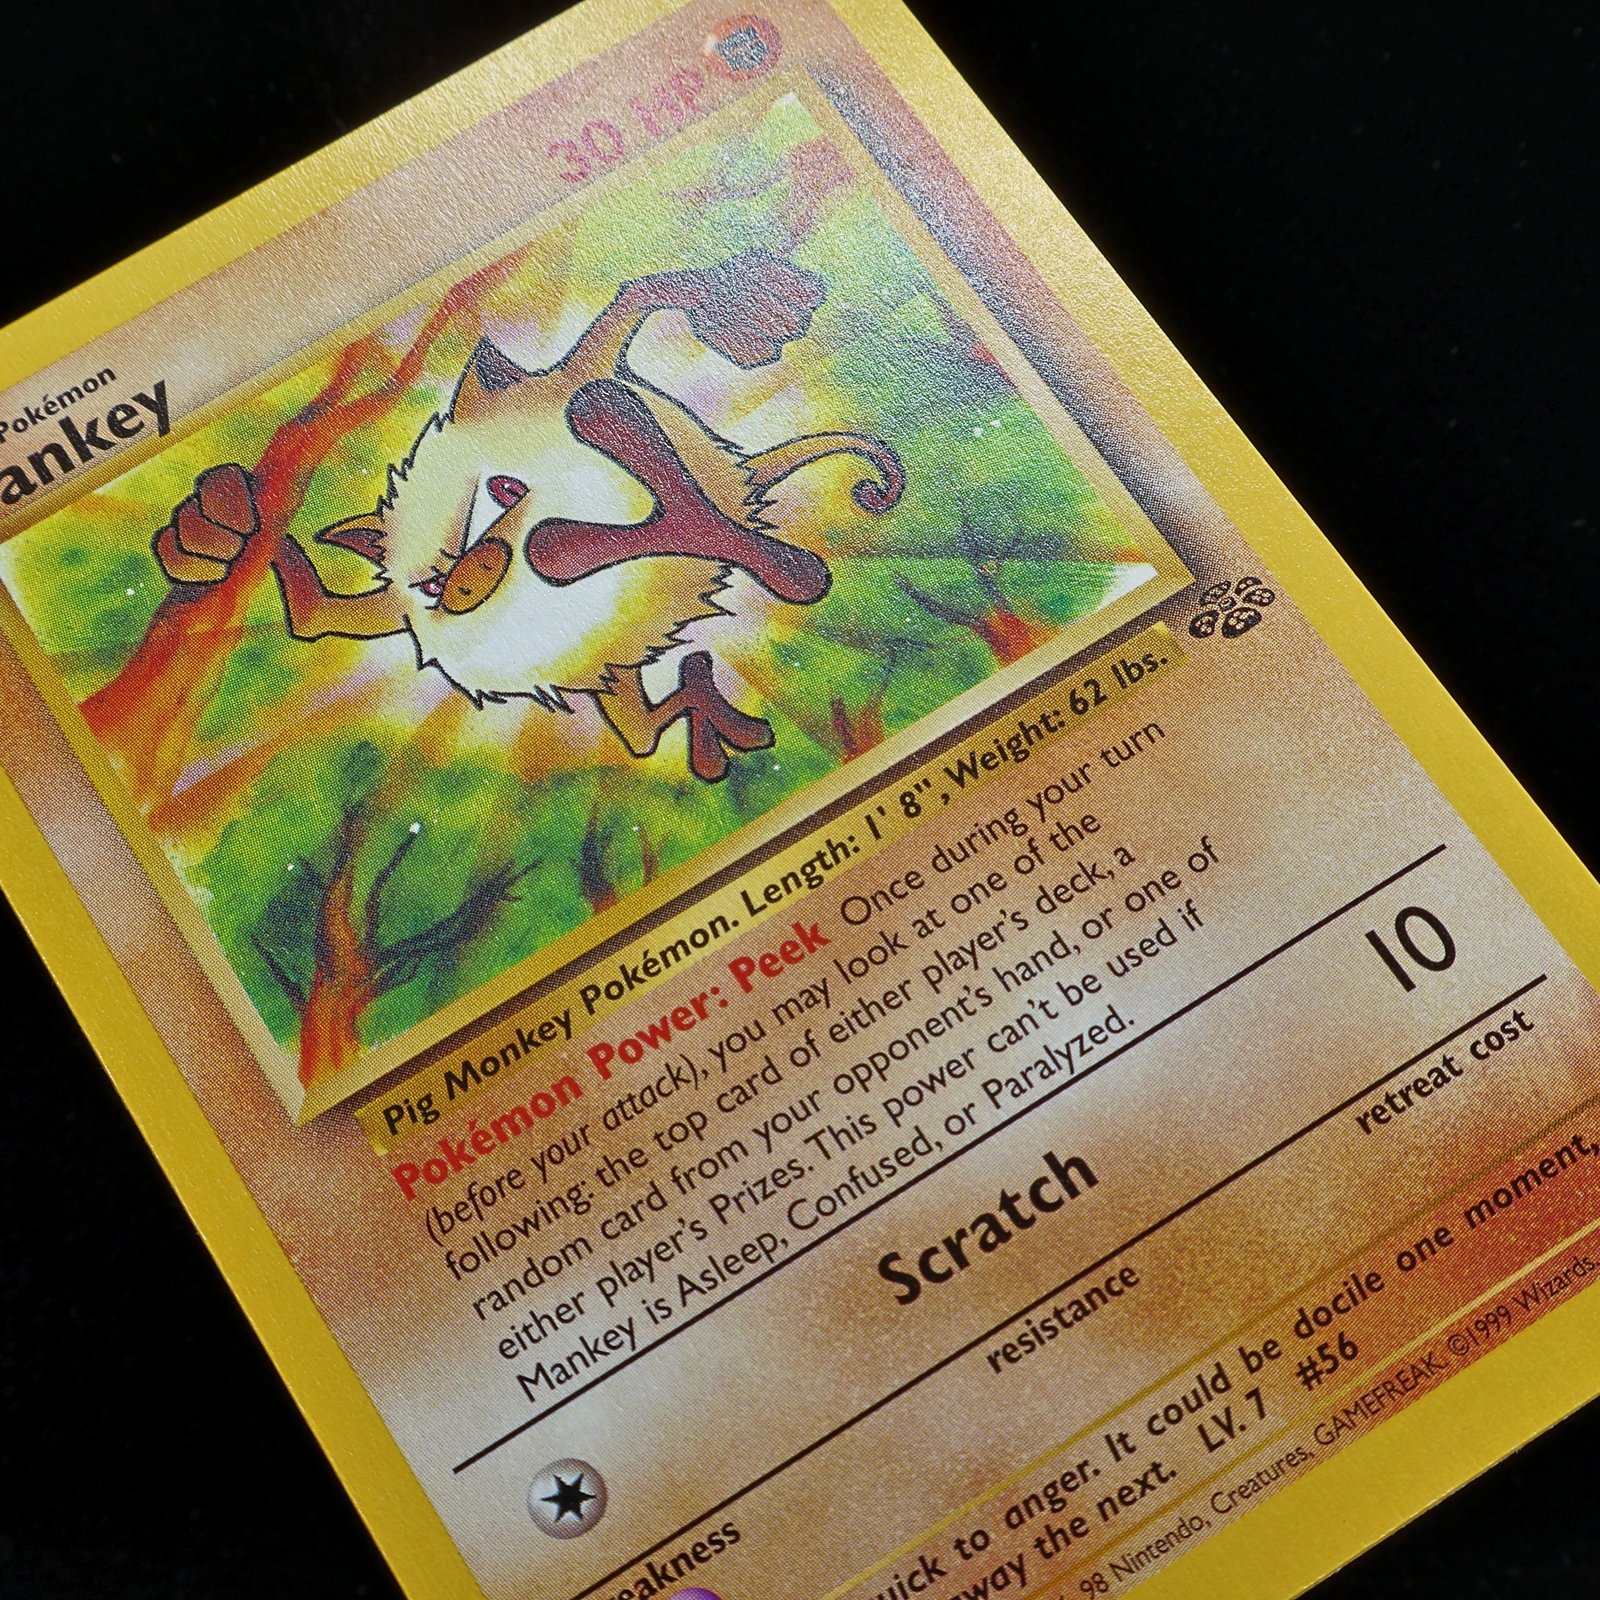 Pokémon
ankey
30 HP
Pig Monkey Pokémon. Length: 1' 8", Weight: 62 lbs.
Pokémon Power: Peek Once during your turn
(before your attack), you may look at one of the
following: the top card of either player's deck, a
random card from your opponent's hand, or one of
either player's Prizes. This power can't be used if
Mankey is Asleep, Confused, or Paralyzed.
Scratch 10
eakness resistance retreat cost
uick to anger. It could be docile one moment,
away the next. LV. 7 #56
98 Nintendo, Creatures, GAMEFREAK. ©1999 Wizards.